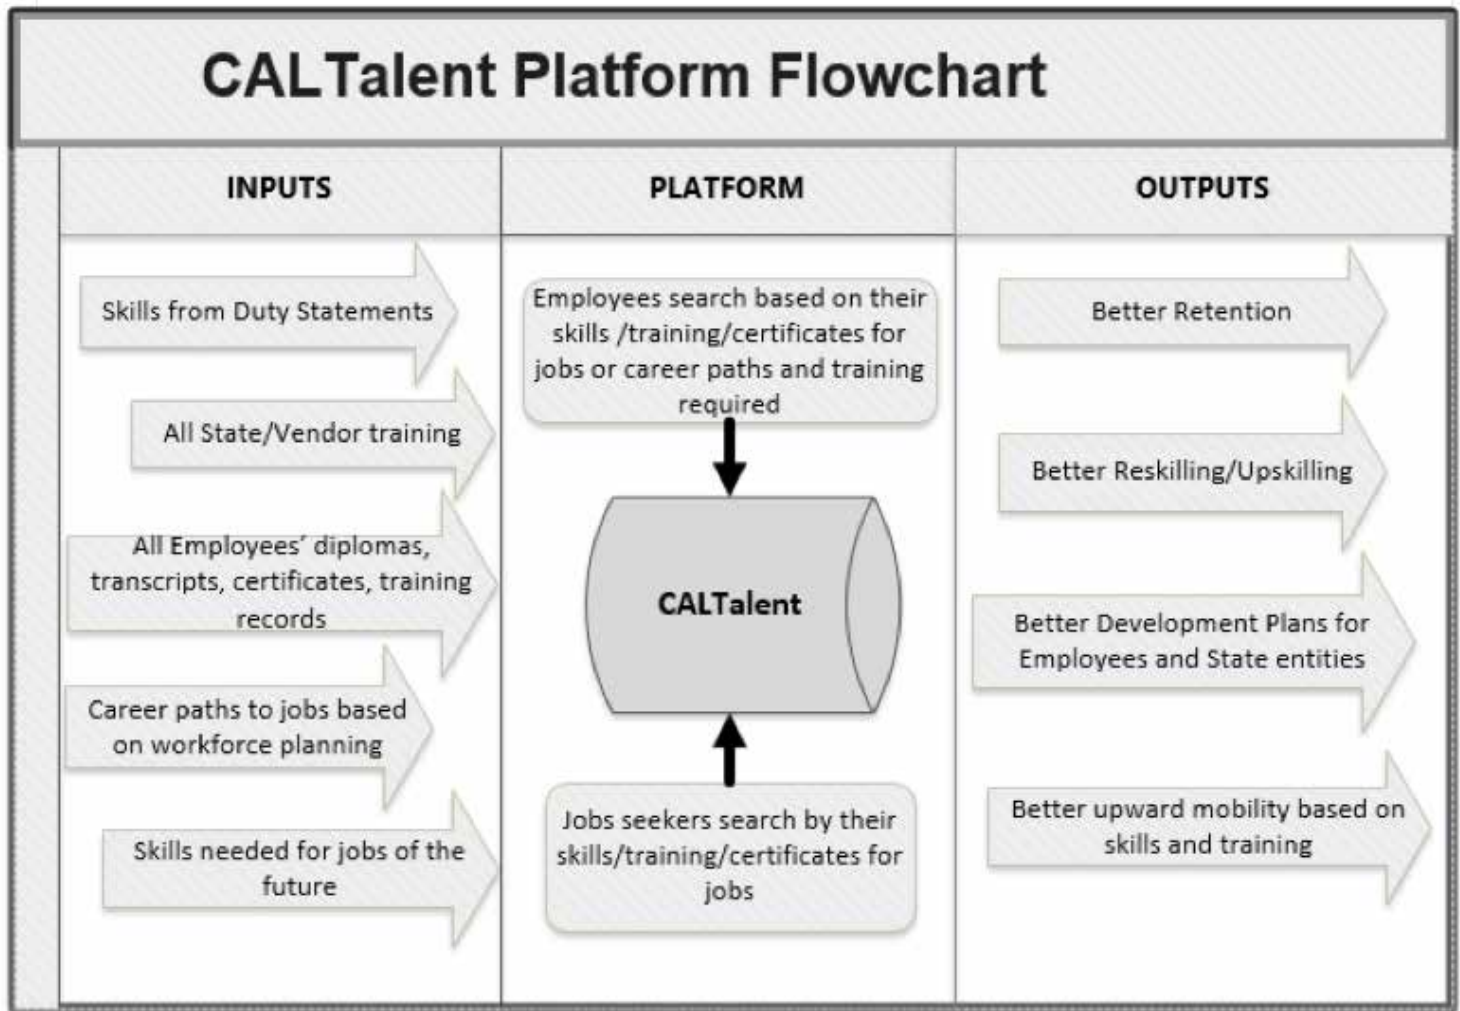 CALTalent Platform Flowchart
INPUTS
PLATFORM
OUTPUTS
Skills from Duty Statements
All State/Vendor training
All Employees’ diplomas,
transcripts, certificates, training
records
Career paths to jobs based
on workforce planning
Skills needed for jobs of the
future
Employees search based on their
skills /training/certificates for
jobs or career paths and training
required
CALTalent
Jobs seekers search by their
skills/training/certificates for
jobs
Better Retention
Better Reskilling/Upskilling
Better Development Plans for
Employees and State entities
Better upward mobility based on
skills and training